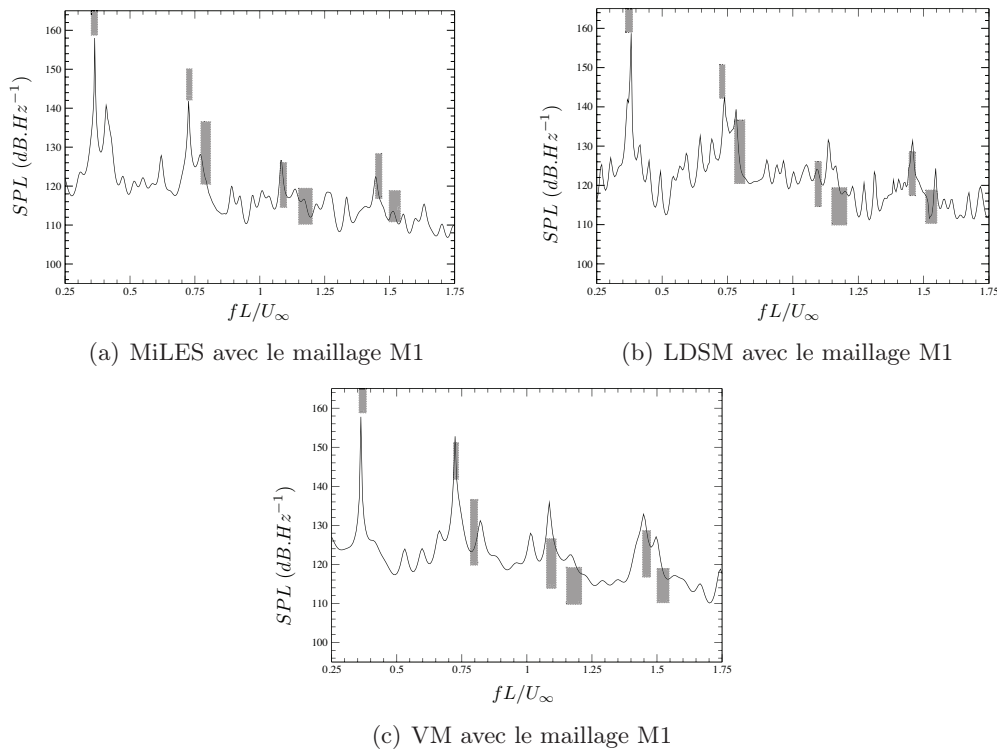 160
150
140
130
120
110
100
SPL (dB.Hz⁻¹)
0.25 0.5 0.75 1 1.25 1.5 1.75
fL/U∞
(a) MiLES avec le maillage M1
160
150
140
130
120
110
100
SPL (dB.Hz⁻¹)
0.25 0.5 0.75 1 1.25 1.5 1.75
fL/U∞
(b) LDSM avec le maillage M1
160
150
140
130
120
110
100
SPL (dB.Hz⁻¹)
0.25 0.5 0.75 1 1.25 1.5 1.75
fL/U∞
(c) VM avec le maillage M1